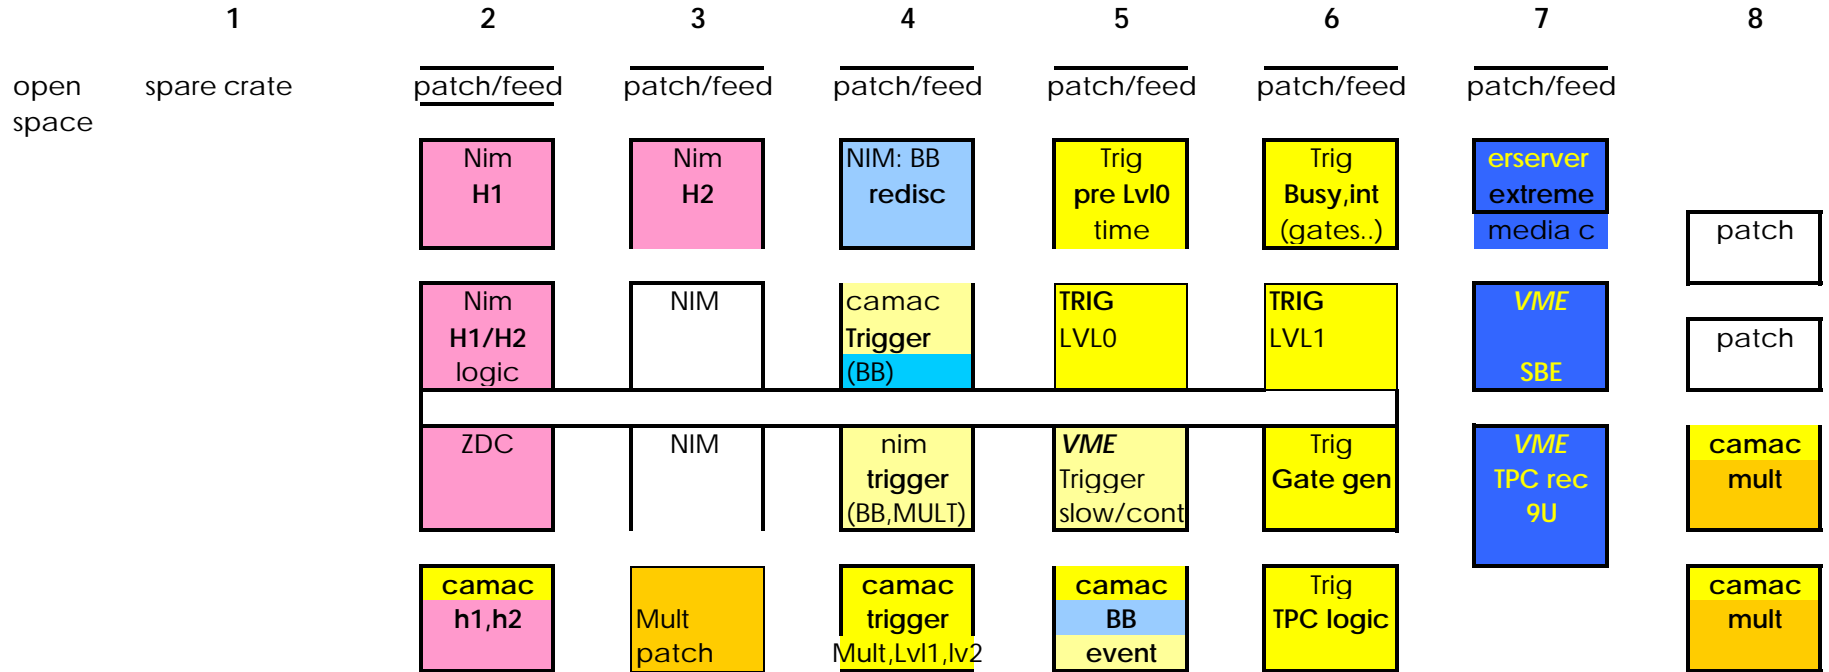 1 2 3 4 5 6 7 8
open spare crate patch/feed patch/feed patch/feed patch/feed patch/feed patch/feed
space
Nim Nim NIM: BB Trig Trig erserver
H1 H2 redisc pre Lvl0 Busy,int extreme
time (gates..) media c patch
Nim NIM camac TRIG TRIG VME
H1/H2 Trigger LVL0 LVL1 patch
logic (BB) SBE
ZDC NIM nim VME Trig VME camac
trigger Trigger Gate gen TPC rec mult
(BB,MULT) slow/cont 9U
camac camac camac Trig camac
h1,h2 Mult trigger BB TPC logic mult
patch Mult,Lvl1,lv2 event